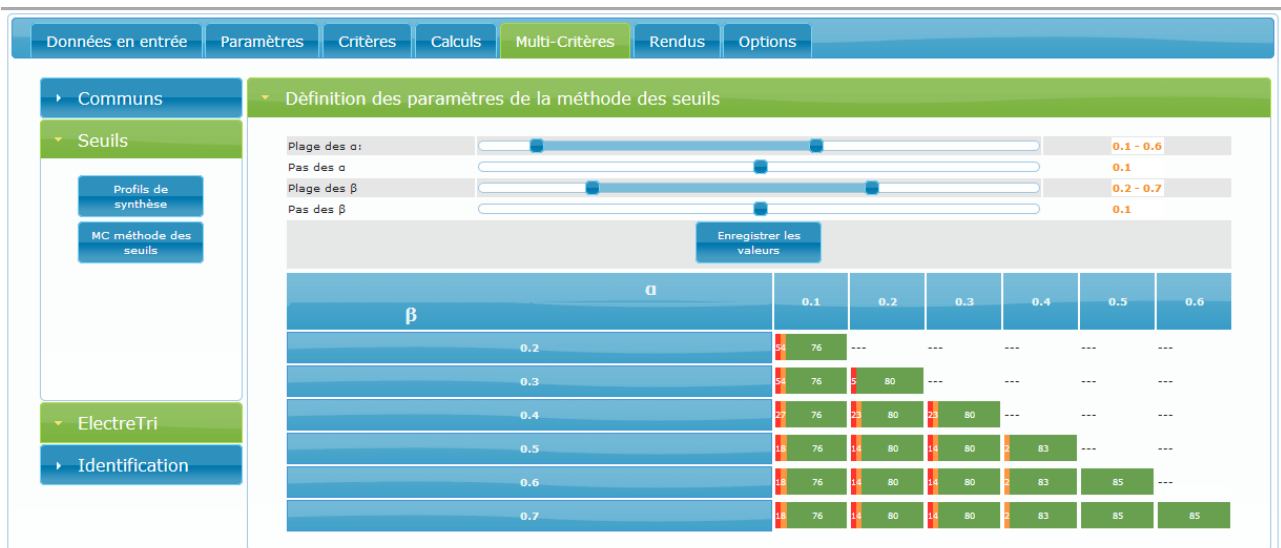 Données en entrée Paramètres Critères Calculs Multi-Critères Rendus Options
Communs
Seuils
Profils de
synthèse
MC méthode des
seuils
ElectreTri
Identification
Dèfinition des paramètres de la méthode des seuils
Plage des α: 0.1 - 0.6
Pas des α 0.1
Plage des β 0.2 - 0.7
Pas des β 0.1
Enregistrer les
valeurs
α
β
0.1 0.2 0.3 0.4 0.5 0.6
0.2 76 --- --- --- --- ---
0.3 76 5 80 --- --- --- ---
0.4 27 76 23 80 23 80 --- --- ---
0.5 18 76 14 80 14 80 2 83 --- ---
0.6 18 76 14 80 14 80 2 83 85 ---
0.7 18 76 14 80 14 80 2 83 85 85